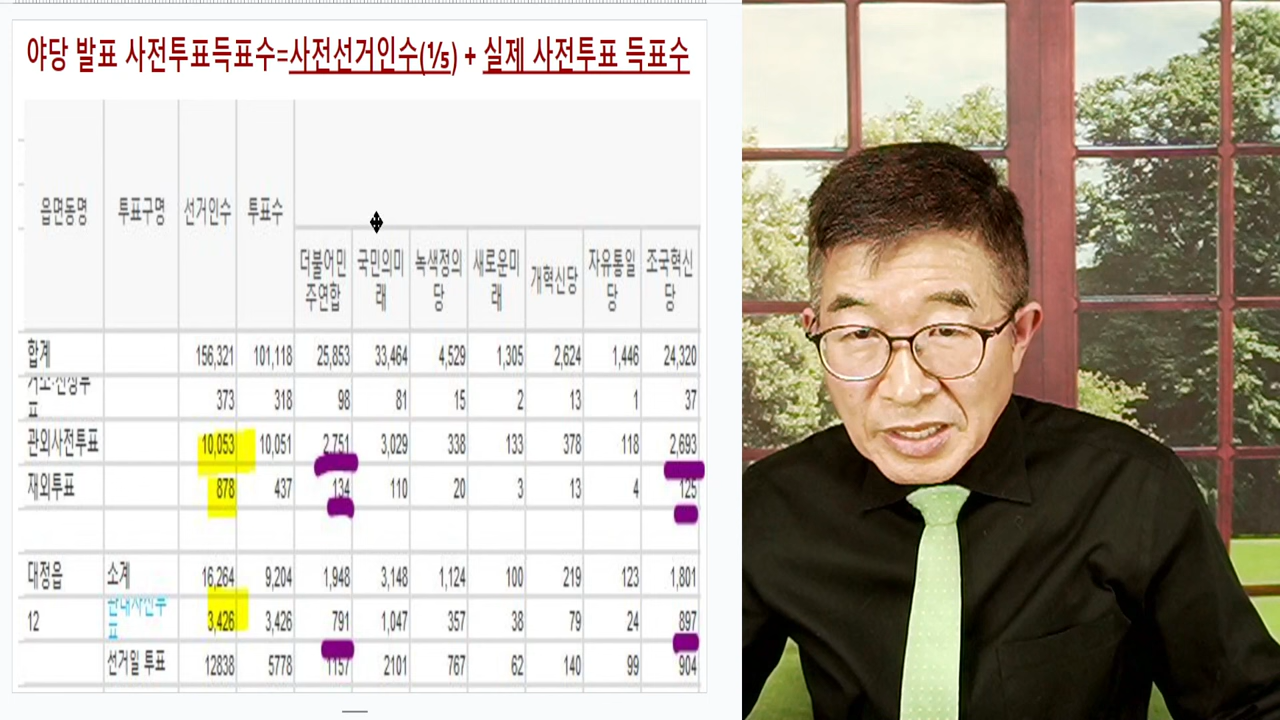 야당 발표 사전투표득표수=사전선거인수(⅕) + 실제 사전투표 득표수
읍면동명 투표구명 선거인수 투표수
더불어민주연합 국민의미래 녹색정의당 새로운미래 개혁신당 자유통일당 조국혁신당
합계 156,321 101,118 25,853 33,464 4,529 1,305 2,624 1,446 24,320
373 318 98 81 15 2 13 1 37
관외사전투표 10,053 10,051 2,751 3,029 338 133 378 118 2,693
재외투표 878 437 134 110 20 3 13 4 125
대정읍 소계 16,264 9,204 1,948 3,148 1,124 100 219 123 1,801
12 관내사전투표 3,426 3,426 791 1,047 357 38 79 24 897
선거일 투표 12838 5778 1157 2101 767 62 140 99 904